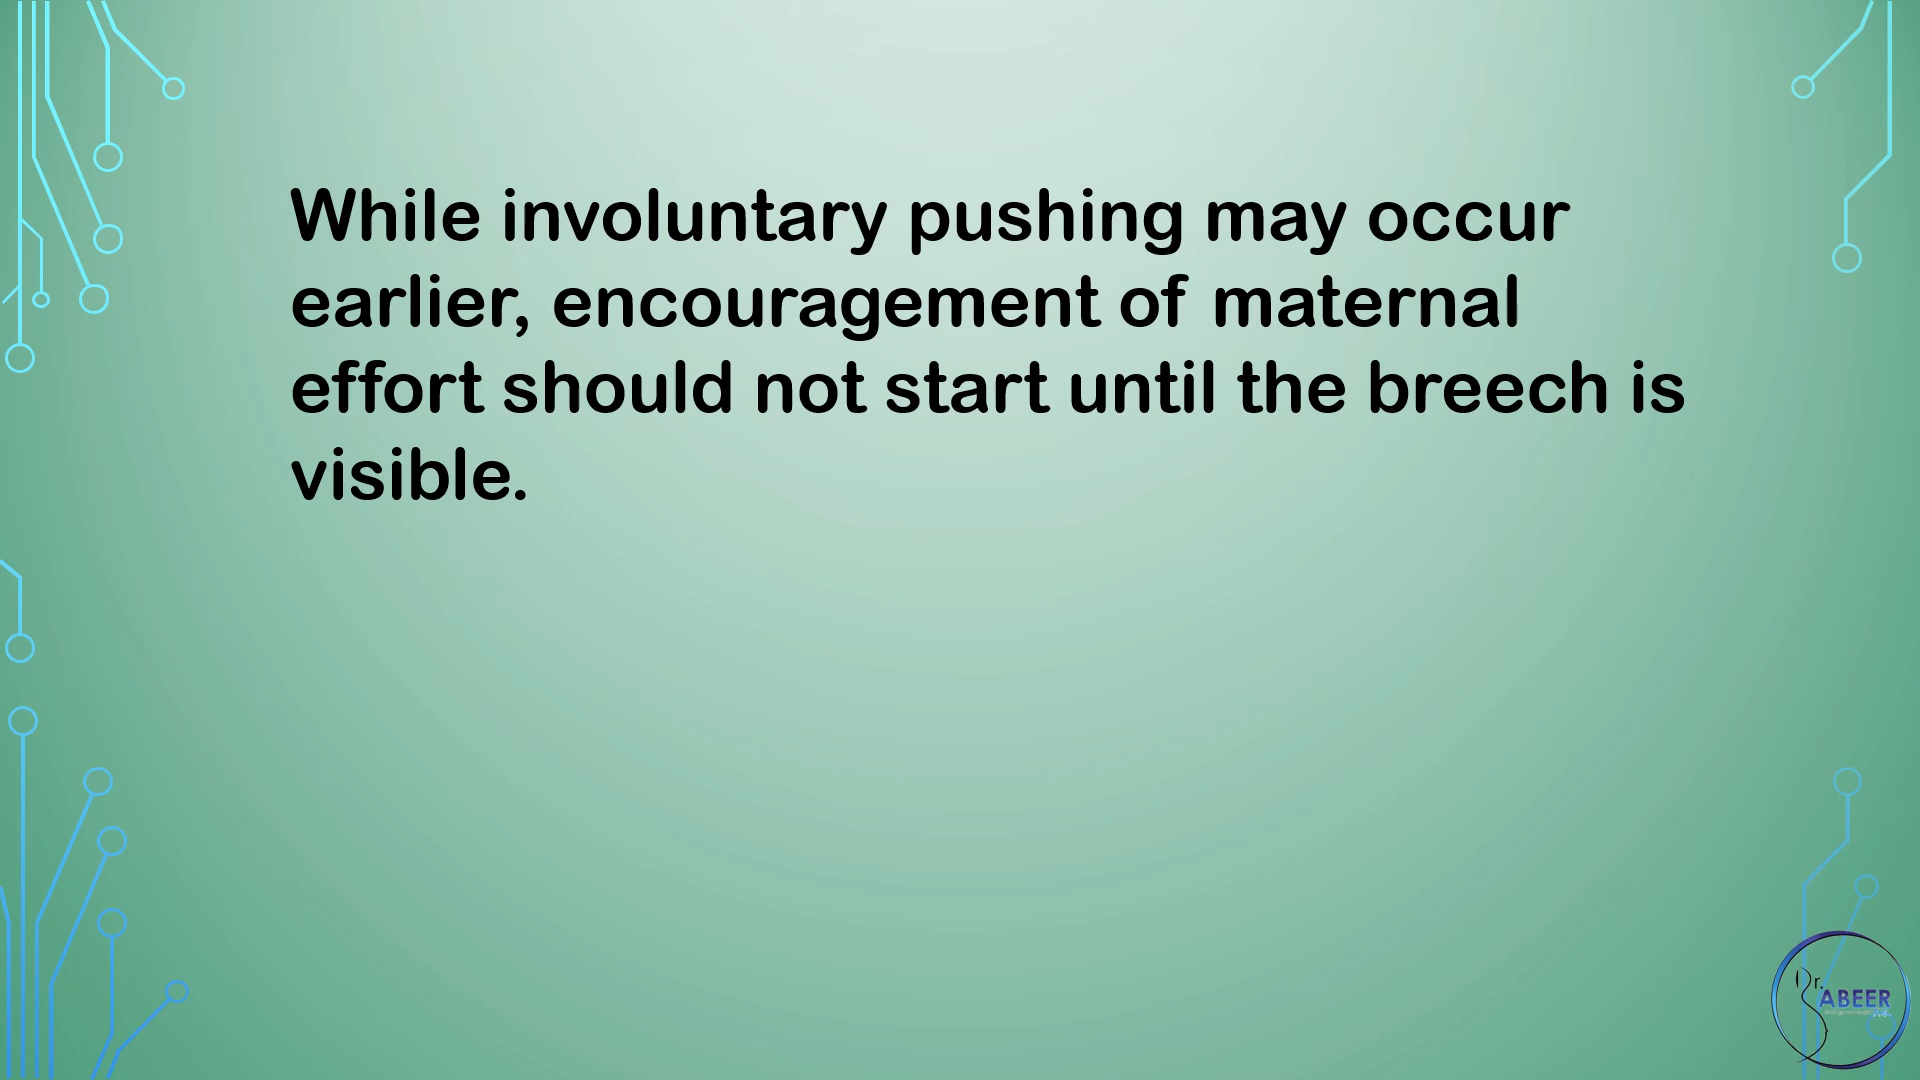 While involuntary pushing may occur
earlier, encouragement of maternal
effort should not start until the breech is
visible.
Dr.
ABEER